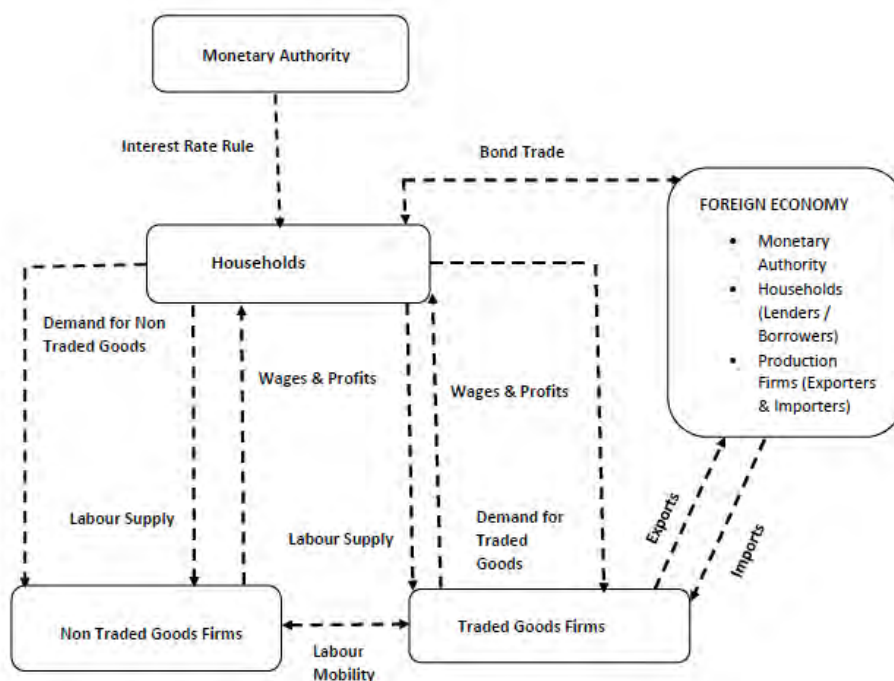 Monetary Authority
Interest Rate Rule
Bond Trade
FOREIGN ECONOMY
• Monetary
Authority
• Households
(Lenders /
Borrowers)
• Production
Firms (Exporters
& Importers)
Households
Demand for Non
Traded Goods
Wages & Profits
Wages & Profits
Labour Supply
Labour Supply
Demand for
Traded
Goods
Exports
Imports
Non Traded Goods Firms
Labour
Mobility
Traded Goods Firms